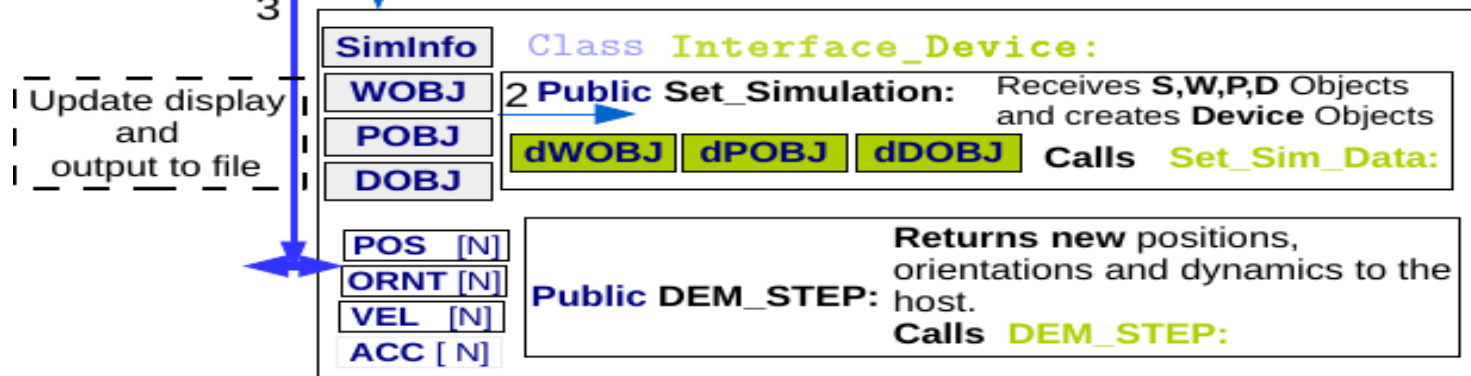 3
SimInfo
Class Interface_Device:
WOBJ
POBJ
DOBJ
Update display
and
output to file
2 Public Set_Simulation:
Receives S,W,P,D Objects
and creates Device Objects
dWOBJ dPOBJ dDOBJ
Calls Set_Sim_Data:
POS [N]
ORNT [N]
VEL [N]
ACC [ N]
Public DEM_STEP:
Returns new positions,
orientations and dynamics to the
host.
Calls DEM_STEP: